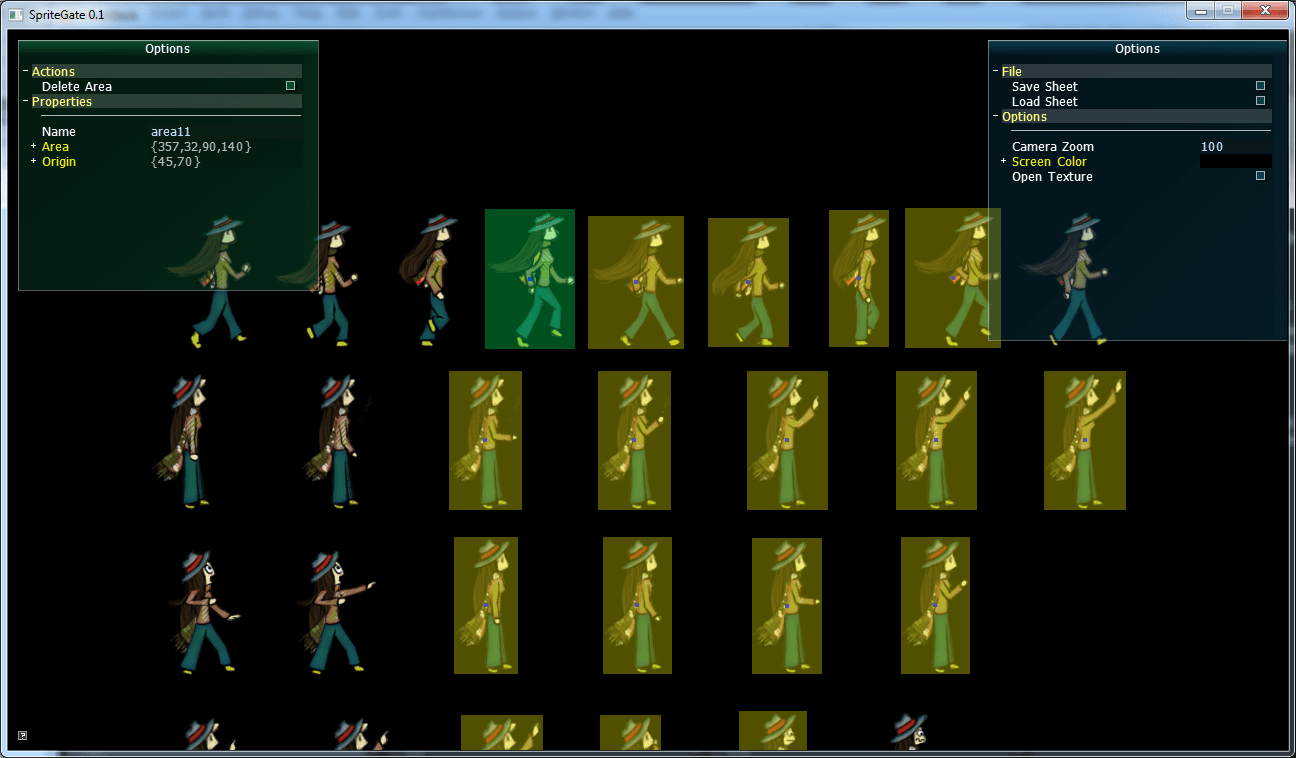 SpriteGate 0.1
Options
- Actions
Delete Area
- Properties
Name area11
+ Area {357,32,90,140}
+ Origin {45,70}
Options
- File
Save Sheet
Load Sheet
- Options
Camera Zoom 100
+ Screen Color
Open Texture
?